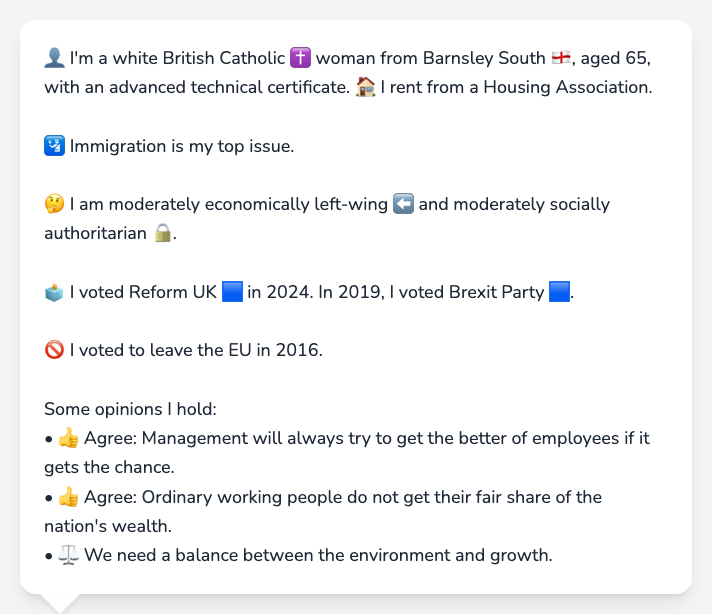 👤 I'm a white British Catholic ✝️ woman from Barnsley South 🏴󠁧󠁢󠁥󠁮󠁧󠁿, aged 65,
with an advanced technical certificate. 🏠 I rent from a Housing Association.
🛂 Immigration is my top issue.
🤔 I am moderately economically left-wing ⬅️ and moderately socially
authoritarian 🔒.
🗳️ I voted Reform UK 🟦 in 2024. In 2019, I voted Brexit Party 🟦.
🚫 I voted to leave the EU in 2016.
Some opinions I hold:
• 👍 Agree: Management will always try to get the better of employees if it
gets the chance.
• 👍 Agree: Ordinary working people do not get their fair share of the
nation's wealth.
• ⚖️ We need a balance between the environment and growth.